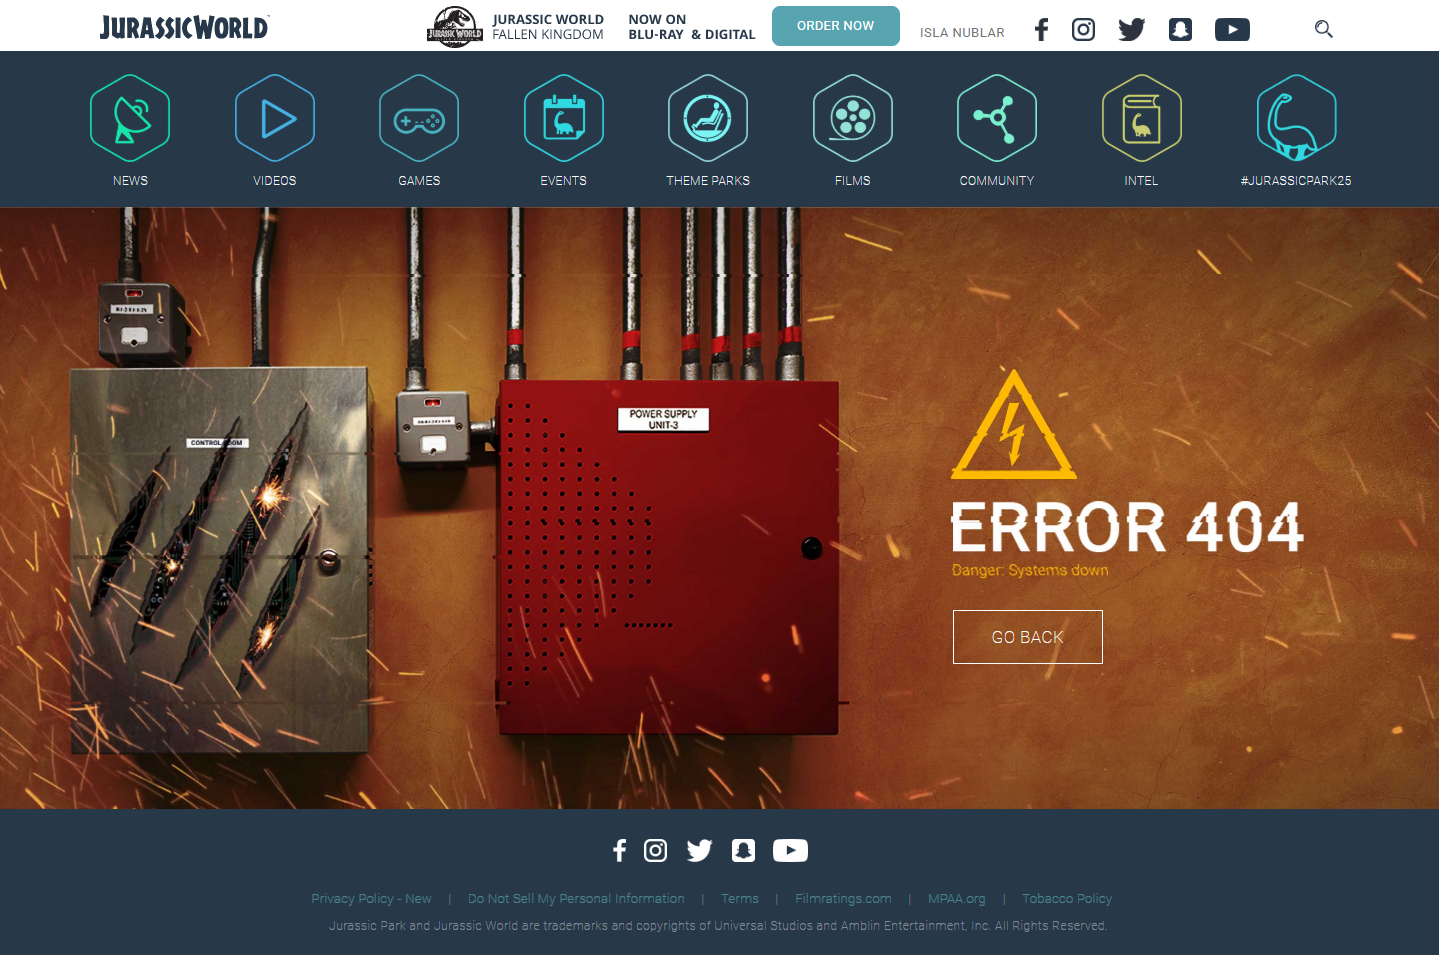 JURASSIC WORLD
JURASSIC WORLD
FALLEN KINGDOM
NOW ON
BLU-RAY & DIGITAL
ORDER NOW
ISLA NUBLAR
NEWS
VIDEOS
GAMES
EVENTS
THEME PARKS
FILMS
COMMUNITY
INTEL
#JURASSICPARK25
CONTROL ROOM
POWER SUPPLY
UNIT-3
ERROR 404
Danger: Systems down
GO BACK
Privacy Policy - New | Do Not Sell My Personal Information | Terms | Filmratings.com | MPAA.org | Tobacco Policy
Jurassic Park and Jurassic World are trademarks and copyrights of Universal Studios and Amblin Entertainment, Inc. All Rights Reserved.